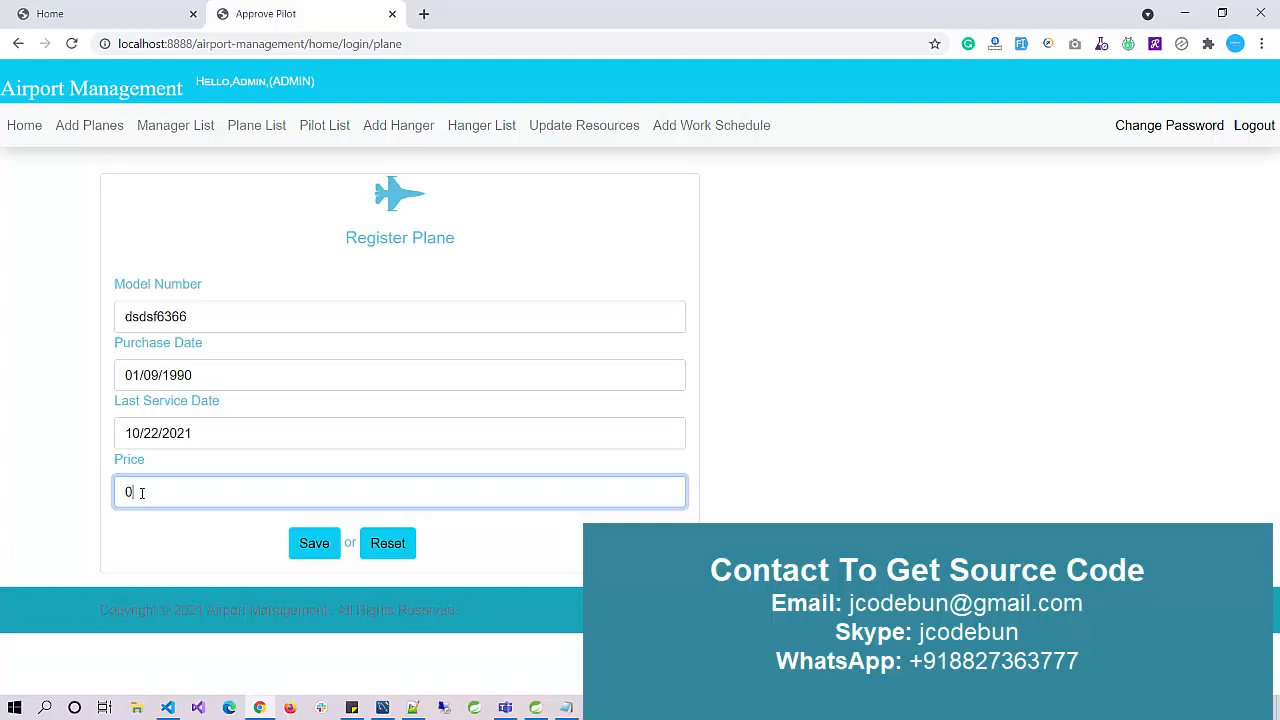 Home
Approve Pilot
localhost:8888/airport-management/home/login/plane
Airport Management
Hello,Admin,(ADMIN)
Home Add Planes Manager List Plane List Pilot List Add Hanger Hanger List Update Resources Add Work Schedule Change Password Logout
Register Plane
Model Number
dsdsf6366
Purchase Date
01/09/1990
Last Service Date
10/22/2021
Price
0
Save or Reset
Copyright © 2021 Airport Management . All Rights Reserved.
Contact To Get Source Code
Email: jcodebun@gmail.com
Skype: jcodebun
WhatsApp: +918827363777